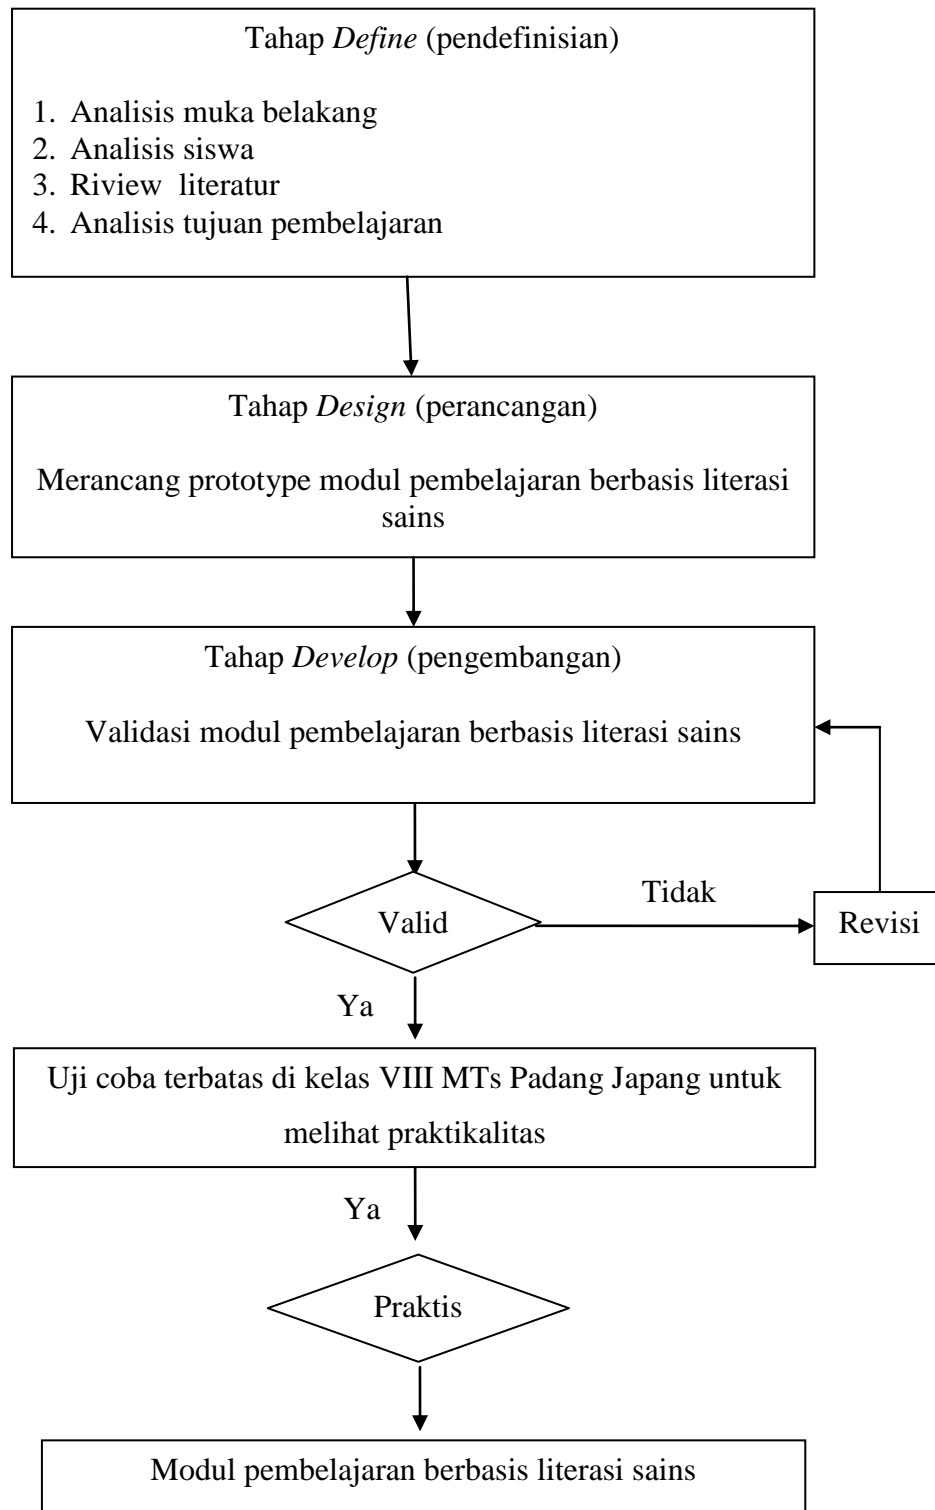 Tahap Define (pendefinisian)
1. Analisis muka belakang
2. Analisis siswa
3. Riview literatur
4. Analisis tujuan pembelajaran
Tahap Design (perancangan)
Merancang prototype modul pembelajaran berbasis literasi
sains
Tahap Develop (pengembangan)
Validasi modul pembelajaran berbasis literasi sains
Tidak
Valid
Revisi
Ya
Uji coba terbatas di kelas VIII MTs Padang Japang untuk
melihat praktikalitas
Ya
Praktis
Modul pembelajaran berbasis literasi sains